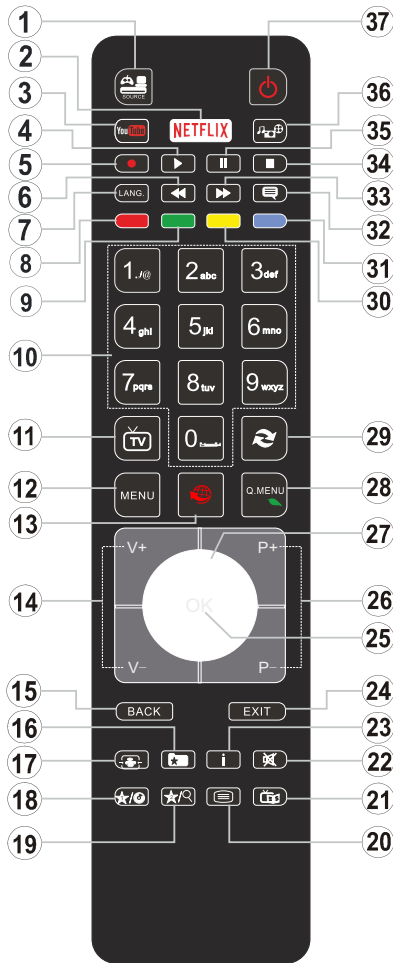 1 37
2
SOURCE
3 YouTube NETFLIX 36
4 35
5 34
6 33
7 LANG. 32
8 31
9 30
1./@ 2abc 3def
10 4ghi 5jkl 6mno
7pqrs 8tuv 9wxyz
11 TV 0 29
12 MENU Q.MENU 28
13
27
V+ P+
14 26
OK 25
V- P-
15 24
BACK EXIT
16 23
17 i 22
18 21
19 20